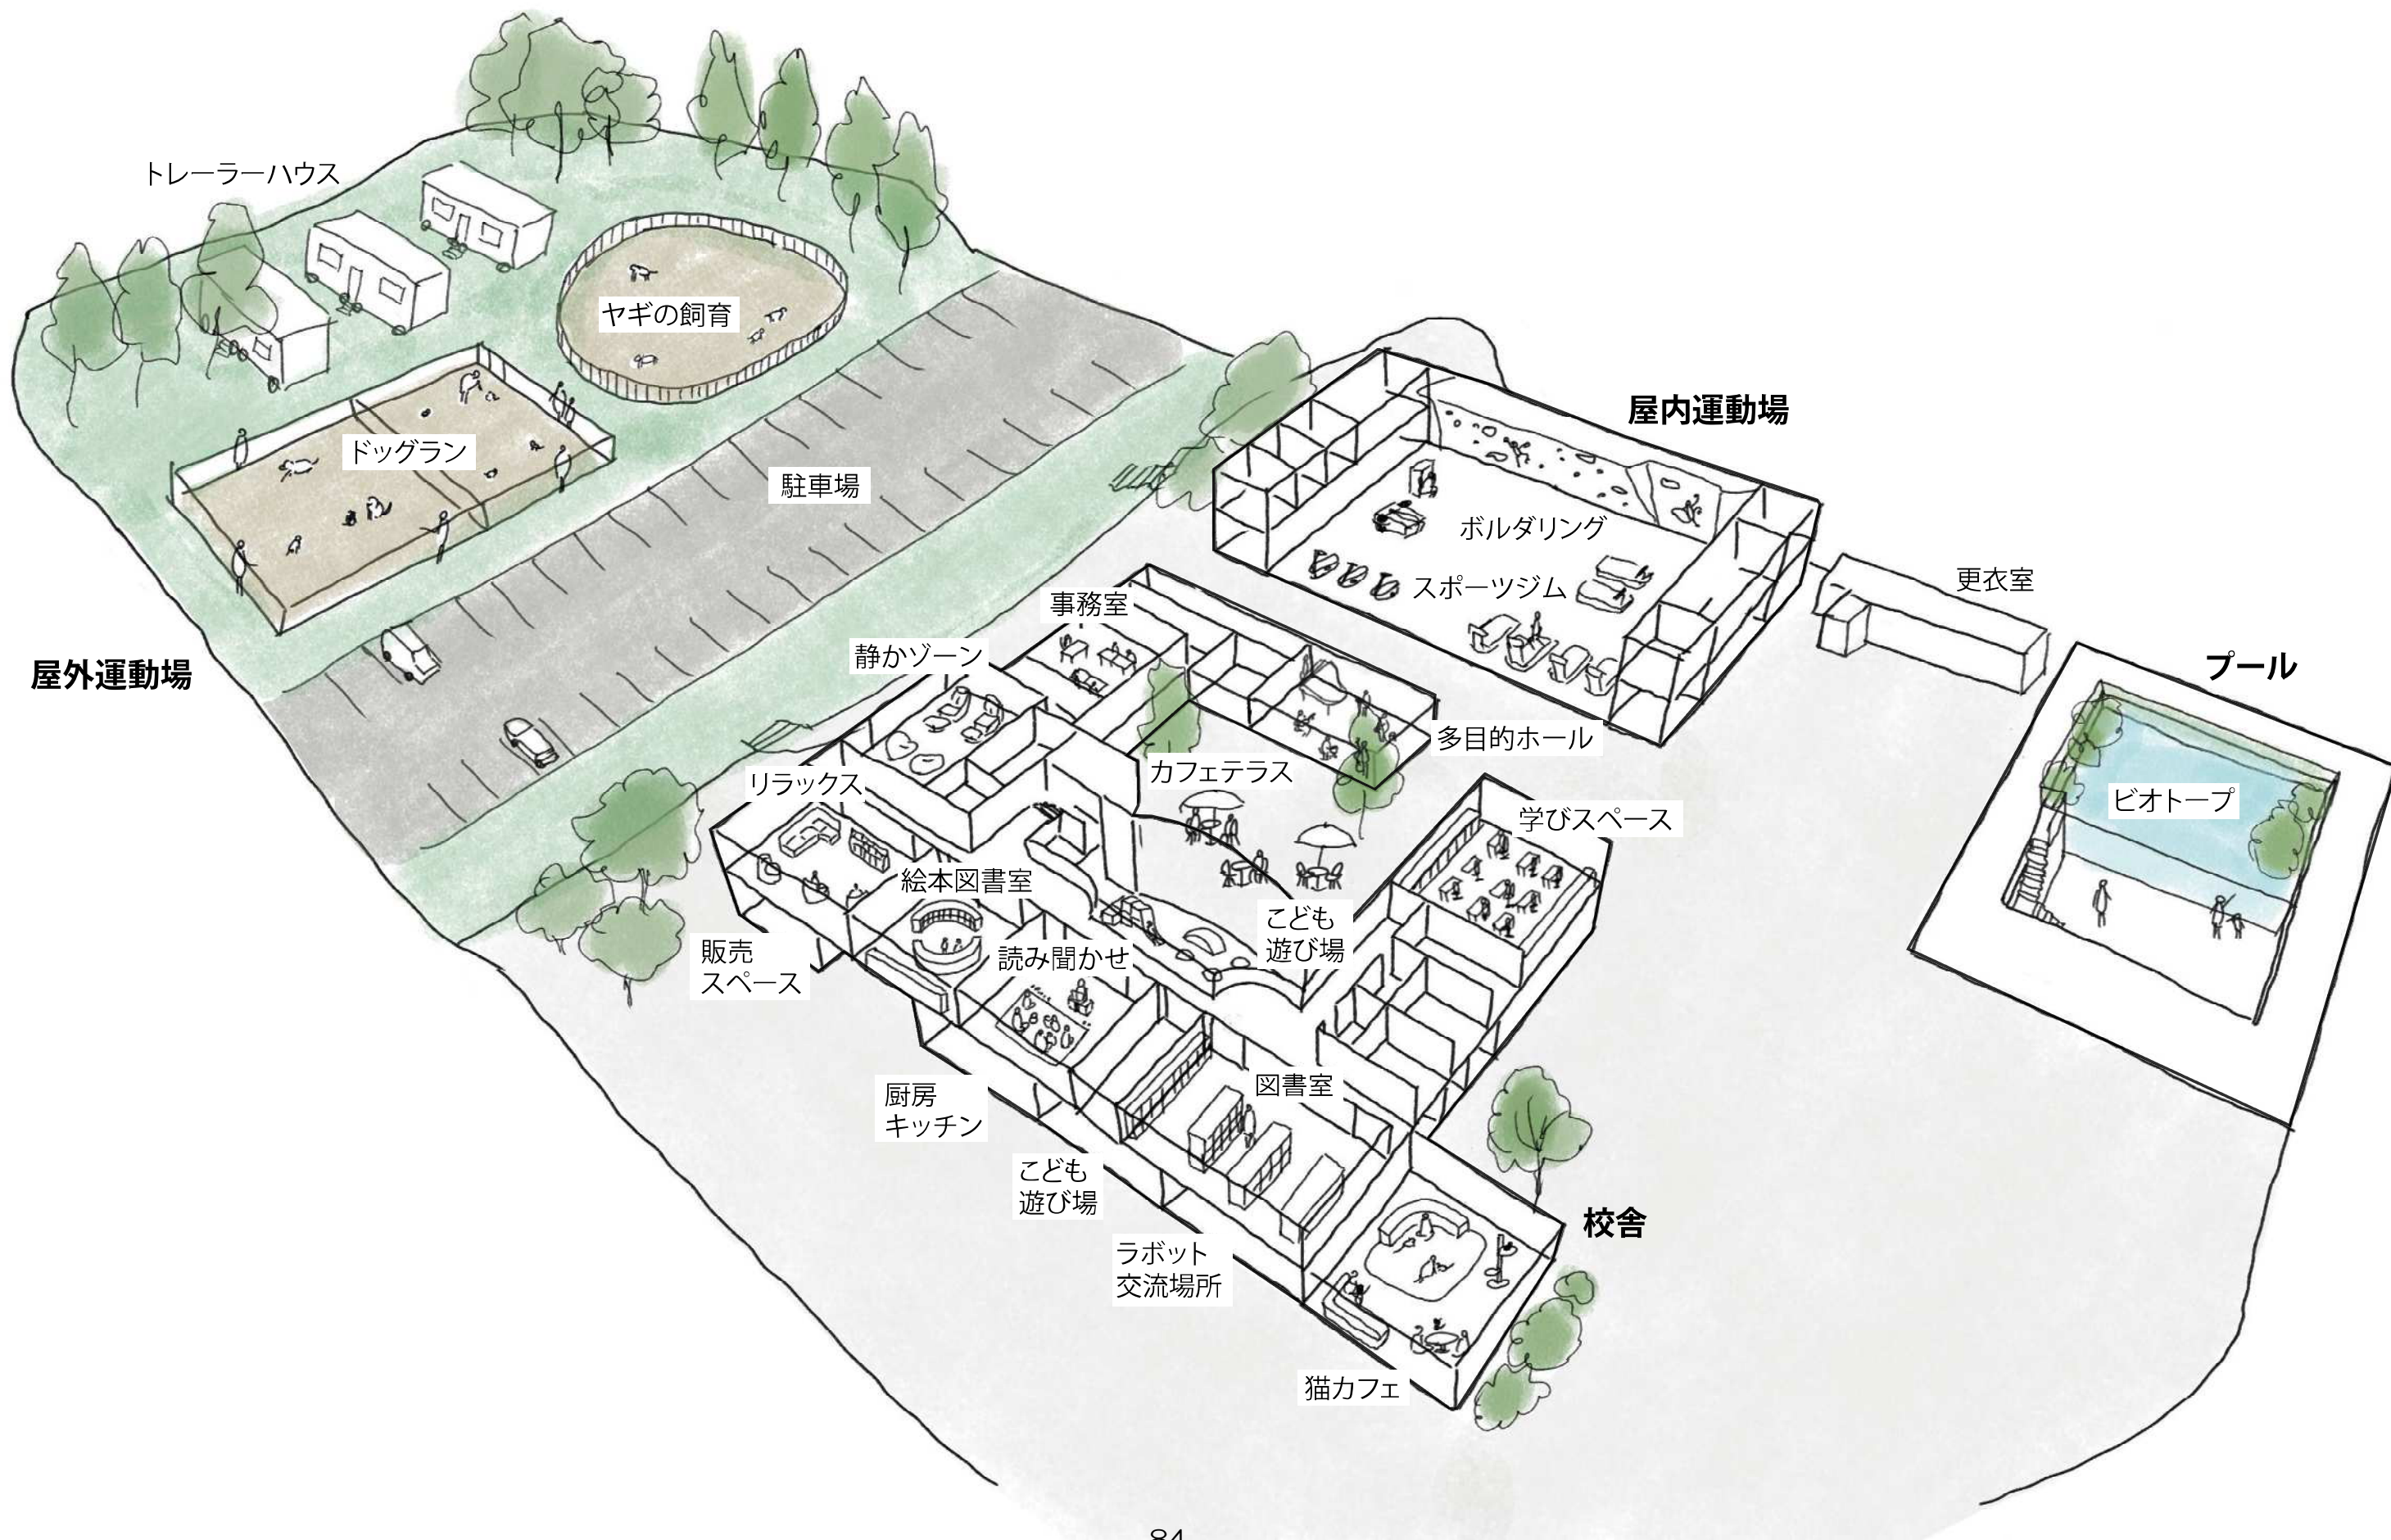 トレーラーハウス
ヤギの飼育
ドッグラン
駐車場
屋外運動場
屋内運動場
ボルダリング
スポーツジム
更衣室
プール
ビオトープ
事務室
静かゾーン
多目的ホール
リラックス
カフェテラス
学びスペース
絵本図書室
こども
遊び場
販売
スペース
読み聞かせ
図書室
厨房
キッチン
こども
遊び場
ラボット
交流場所
校舎
猫カフェ
84